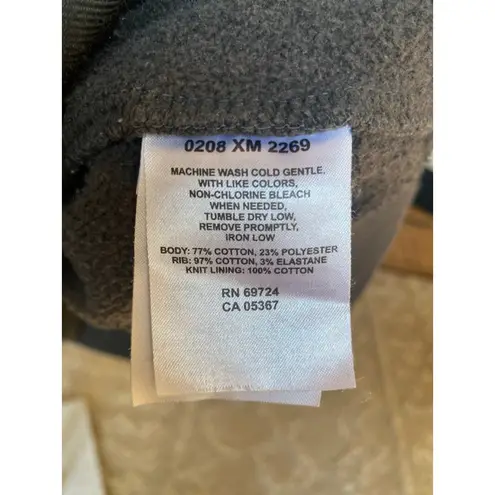 0208 XM 2269
MACHINE WASH COLD GENTLE,
WITH LIKE COLORS,
NON-CHLORINE BLEACH
WHEN NEEDED,
TUMBLE DRY LOW,
REMOVE PROMPTLY,
IRON LOW
BODY: 77% COTTON, 23% POLYESTER
RIB: 97% COTTON, 3% ELASTANE
KNIT LINING: 100% COTTON
RN 69724
CA 05367